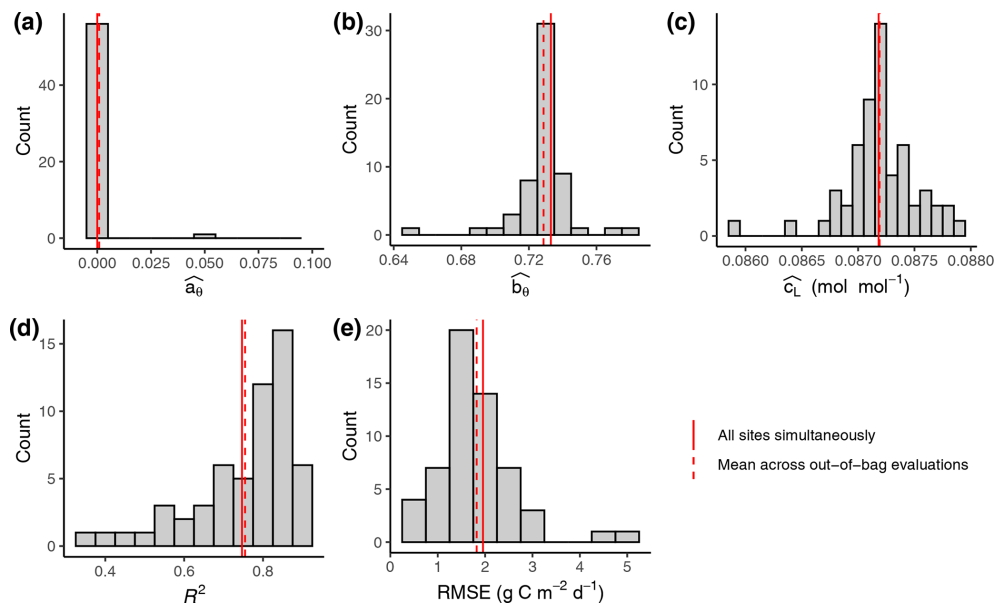 (a)
Count
40
20
0
0.000 0.025 0.050 0.075 0.100
âθ
(b)
Count
30
20
10
0
0.64 0.68 0.72 0.76
b̂θ
(c)
Count
10
5
0
0.0860 0.0865 0.0870 0.0875 0.0880
ĉL (mol mol⁻¹)
(d)
Count
15
10
5
0
0.4 0.6 0.8
R²
(e)
Count
20
15
10
5
0
0 1 2 3 4 5
RMSE (g C m⁻² d⁻¹)
All sites simultaneously
Mean across out−of−bag evaluations